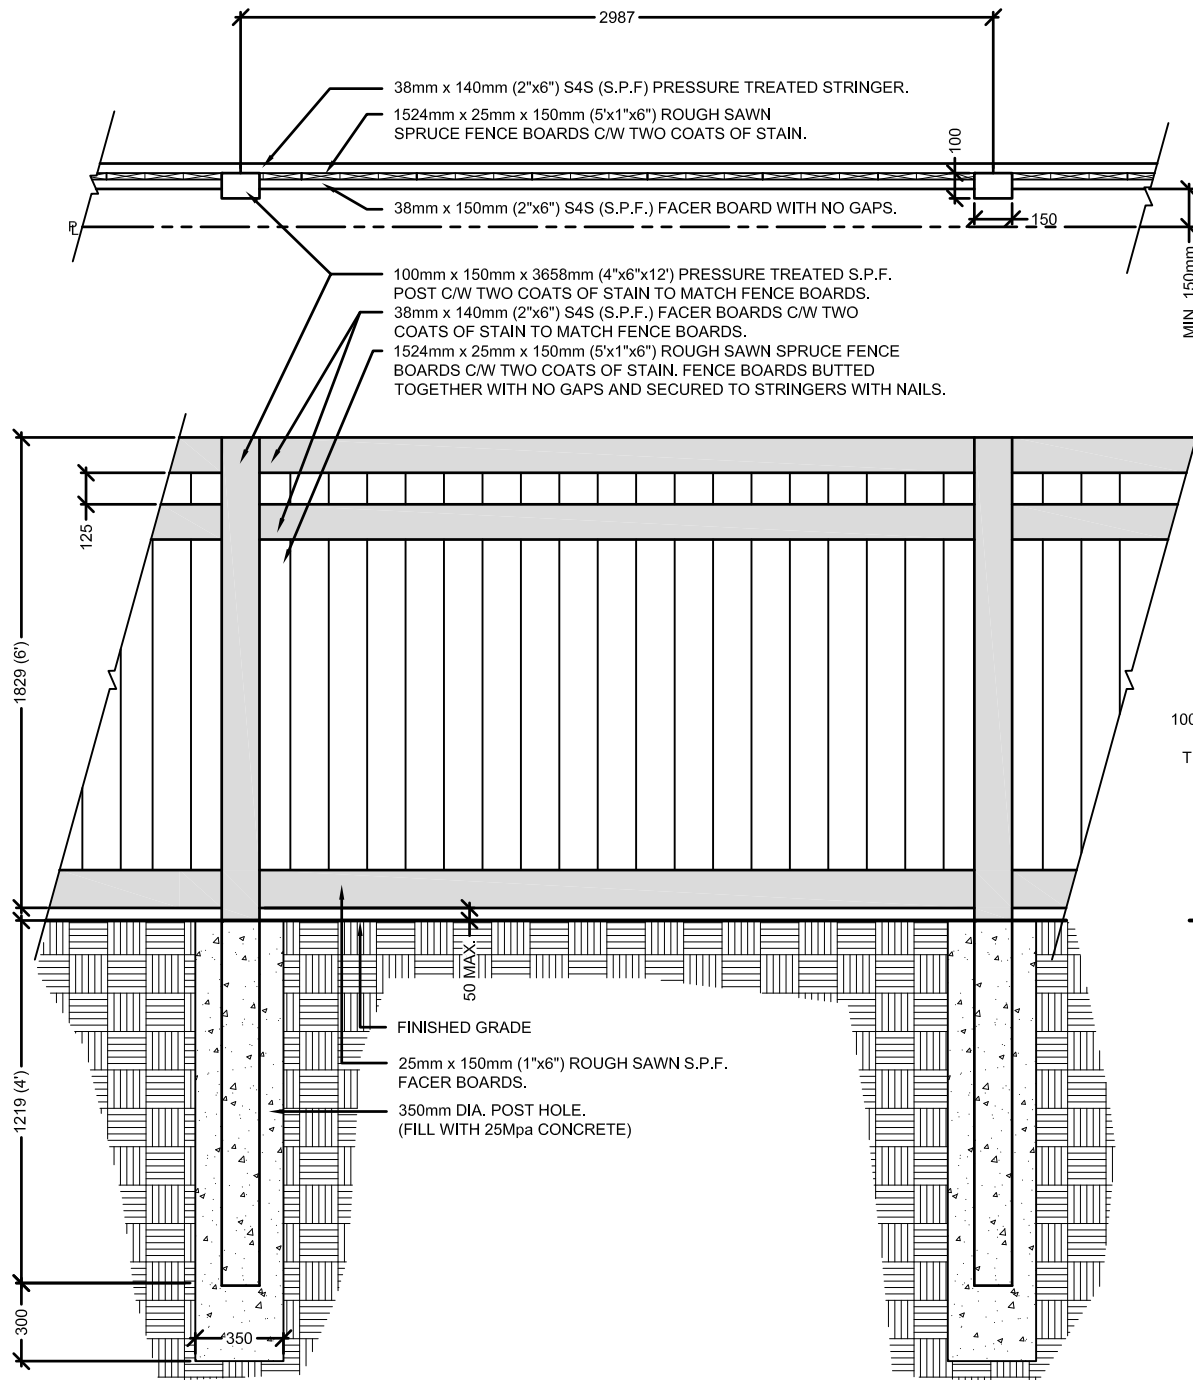 2987
38mm x 140mm (2"x6") S4S (S.P.F) PRESSURE TREATED STRINGER.
1524mm x 25mm x 150mm (5'x1"x6") ROUGH SAWN
SPRUCE FENCE BOARDS C/W TWO COATS OF STAIN.
100
38mm x 150mm (2"x6") S4S (S.P.F.) FACER BOARD WITH NO GAPS.
150
PL
MIN. 150mm
100mm x 150mm x 3658mm (4"x6"x12') PRESSURE TREATED S.P.F.
POST C/W TWO COATS OF STAIN TO MATCH FENCE BOARDS.
38mm x 140mm (2"x6") S4S (S.P.F.) FACER BOARDS C/W TWO
COATS OF STAIN TO MATCH FENCE BOARDS.
1524mm x 25mm x 150mm (5'x1"x6") ROUGH SAWN SPRUCE FENCE
BOARDS C/W TWO COATS OF STAIN. FENCE BOARDS BUTTED
TOGETHER WITH NO GAPS AND SECURED TO STRINGERS WITH NAILS.
125
1829 (6')
100
T
50 MAX.
FINISHED GRADE
25mm x 150mm (1"x6") ROUGH SAWN S.P.F.
FACER BOARDS.
1219 (4')
350mm DIA. POST HOLE.
(FILL WITH 25Mpa CONCRETE)
300
350